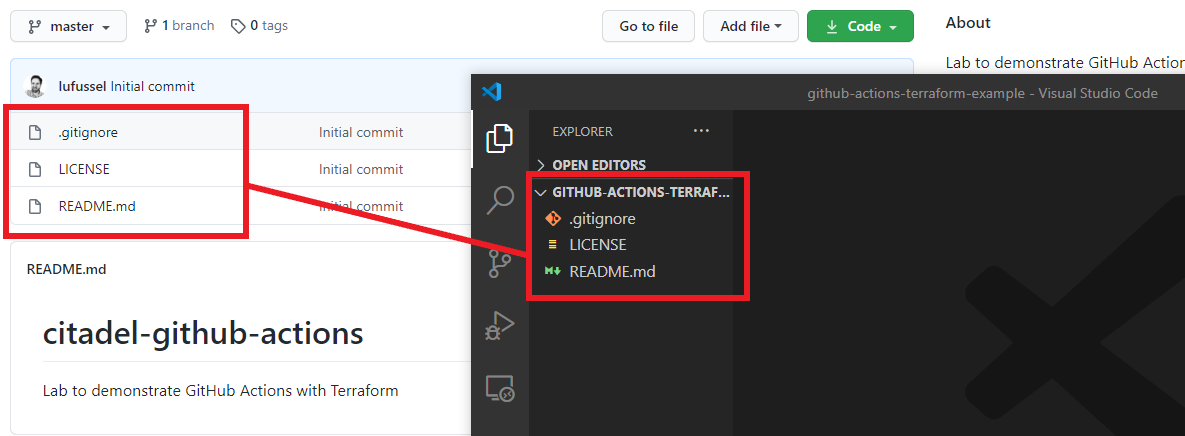 master
1 branch
0 tags
Go to file
Add file
Code
About
Lab to demonstrate GitHub Action
lufussel Initial commit
.gitignore Initial commit
LICENSE Initial commit
README.md Initial commit
README.md
citadel-github-actions
Lab to demonstrate GitHub Actions with Terraform
github-actions-terraform-example - Visual Studio Code
EXPLORER
OPEN EDITORS
GITHUB-ACTIONS-TERRAF...
.gitignore
LICENSE
README.md